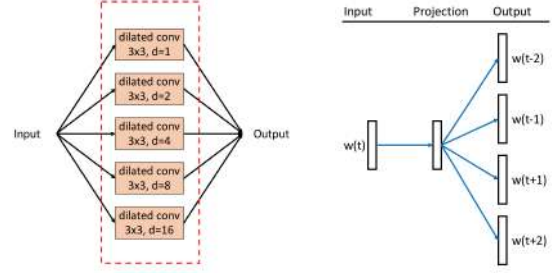 dilated conv
3x3, d=1
dilated conv
3x3, d=2
Input
dilated conv
3x3, d=4
Output
dilated conv
3x3, d=8
dilated conv
3x3, d=16
Input Projection Output
w(t-2)
w(t-1)
w(t)
w(t+1)
w(t+2)